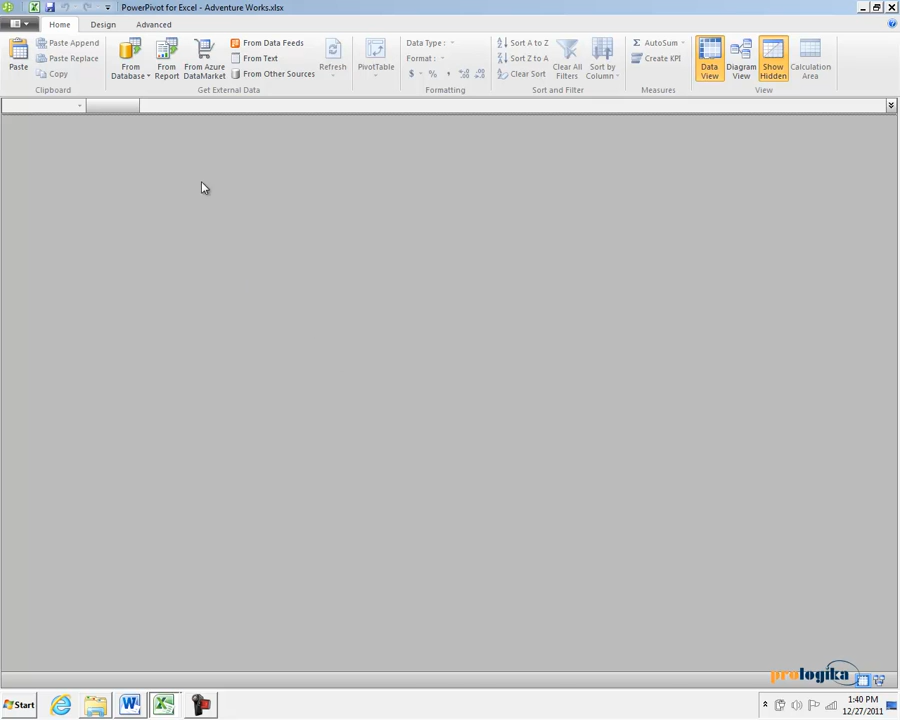 PowerPivot for Excel - Adventure Works.xlsx
Home Design Advanced
Paste
Paste Append
Paste Replace
Copy
Clipboard
From Database
From Report
From Azure DataMarket
From Data Feeds
From Text
From Other Sources
Get External Data
Refresh
PivotTable
Data Type :
Format :
$ % ,
Formatting
Sort A to Z
Sort Z to A
Clear Sort
Clear All Filters
Sort by Column
Sort and Filter
AutoSum
Create KPI
Measures
Data View
Diagram View
Show Hidden
Calculation Area
View
prologika
Start
1:40 PM
12/27/2011